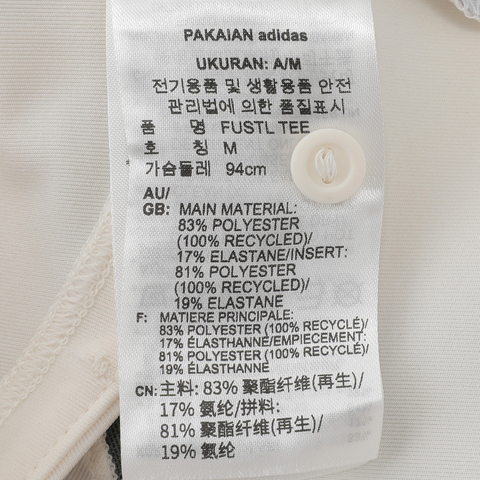 PAKAIAN adidas
UKURAN: A/M
전기용품 및 생활용품 안전
관리법에 의한 품질표시
품 명 FUSTL TEE
호 칭 M
가슴둘레 94cm
AU/
GB: MAIN MATERIAL:
83% POLYESTER
(100% RECYCLED)/
17% ELASTANE/INSERT:
81% POLYESTER
(100% RECYCLED)/
19% ELASTANE
F: MATIERE PRINCIPALE:
83% POLYESTER (100% RECYCLÉ)/
17% ÉLASTHANNE/EMPIECEMENT:
81% POLYESTER (100% RECYCLÉ)/
19% ÉLASTHANNE
CN: 主料: 83% 聚酯纤维(再生)/
17% 氨纶/拼料:
81% 聚酯纤维(再生)/
19% 氨纶